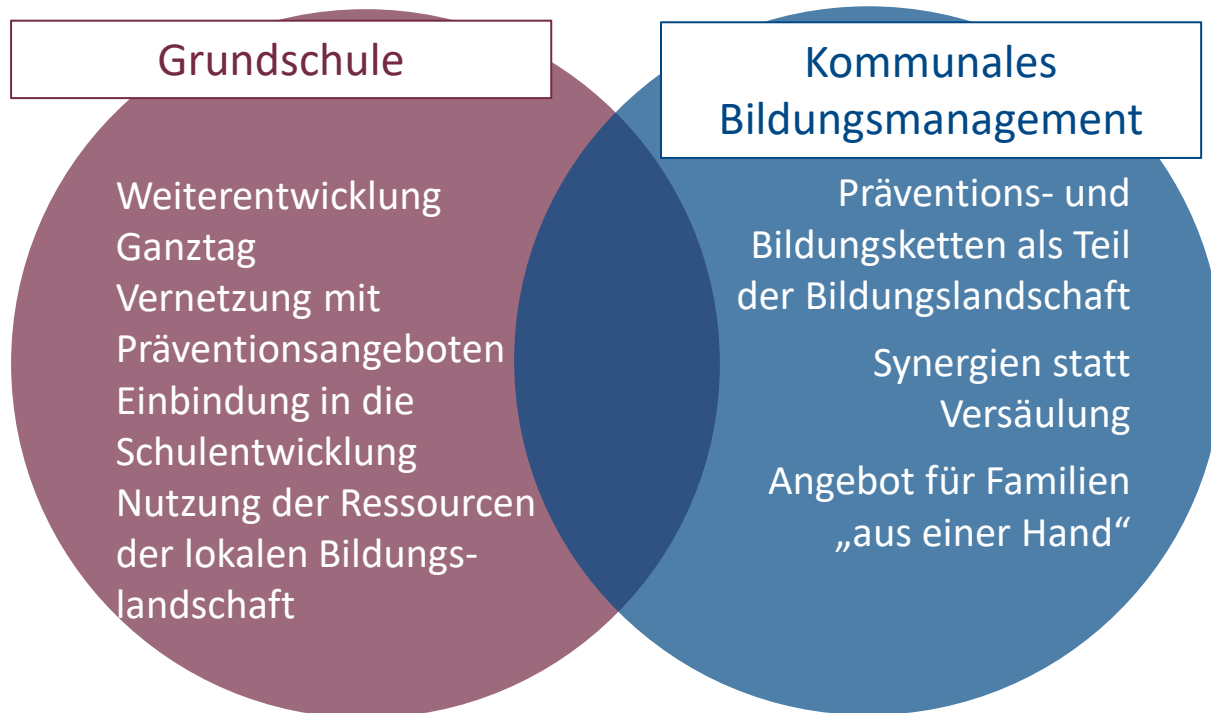 Grundschule
Weiterentwicklung
Ganztag
Vernetzung mit
Präventionsangeboten
Einbindung in die
Schulentwicklung
Nutzung der Ressourcen
der lokalen Bildungs-
landschaft
Kommunales
Bildungsmanagement
Präventions- und
Bildungsketten als Teil
der Bildungslandschaft
Synergien statt
Versäulung
Angebot für Familien
„aus einer Hand“